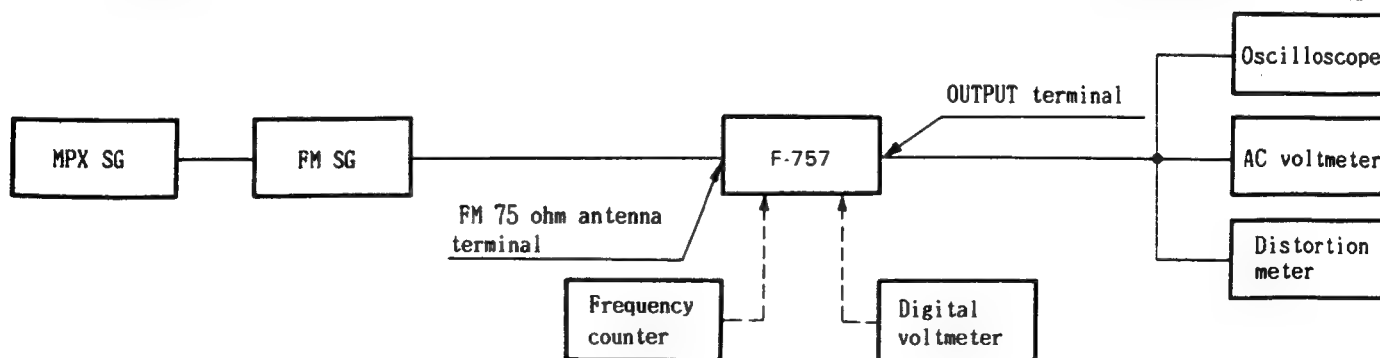 Oscilloscope
OUTPUT terminal
MPX SG
FM SG
F-757
AC voltmeter
FM 75 ohm antenna
terminal
Distortion
meter
Frequency
counter
Digital
voltmeter